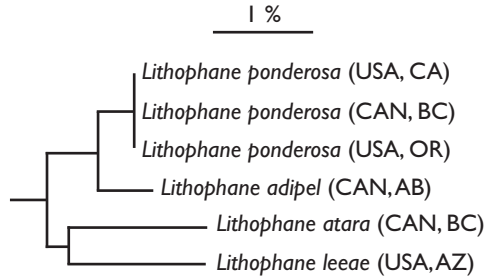 1 %
Lithophane ponderosa (USA, CA)
Lithophane ponderosa (CAN, BC)
Lithophane ponderosa (USA, OR)
Lithophane adipel (CAN, AB)
Lithophane atara (CAN, BC)
Lithophane leeae (USA, AZ)